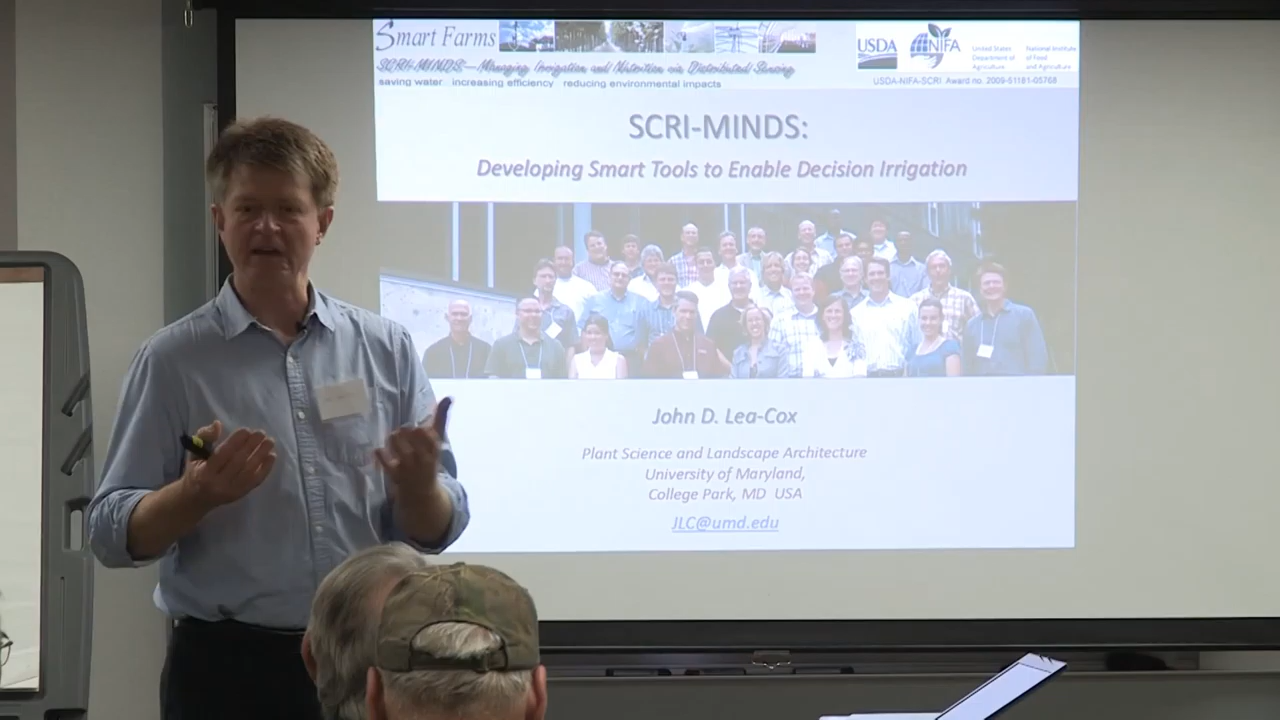 Smart Farms
SCRI-MINDS – Managing Irrigation and Nutrition via Distributed Sensing
saving water increasing efficiency reducing environmental impacts
USDA
NIFA
United States
Department of
Agriculture
National Institute
of Food
and Agriculture
USDA-NIFA-SCRI Award no. 2009-51181-05768
SCRI-MINDS:
Developing Smart Tools to Enable Decision Irrigation
John D. Lea-Cox
Plant Science and Landscape Architecture
University of Maryland,
College Park, MD USA
JLC@umd.edu